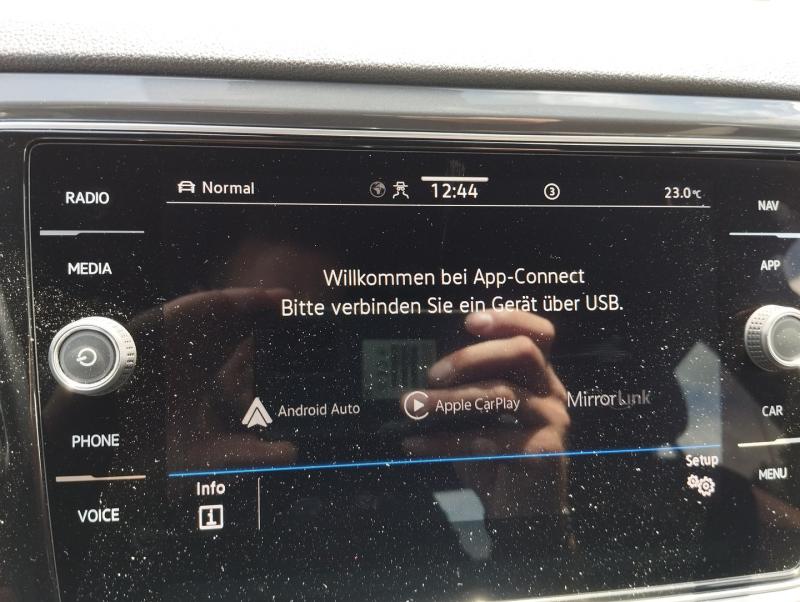 RADIO
MEDIA
PHONE
VOICE
Normal
12:44
3
23.0°C
Willkommen bei App-Connect
Bitte verbinden Sie ein Gerät über USB.
Android Auto
Apple CarPlay
MirrorLink
Info
i
Setup
NAV
APP
CAR
MENU